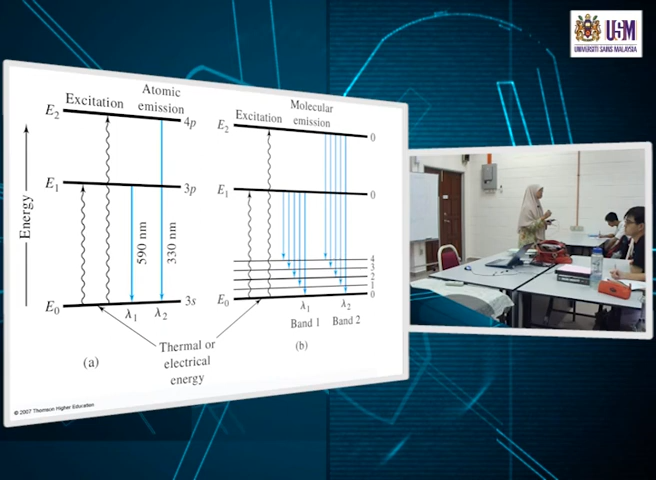 USM
UNIVERSITI SAINS MALAYSIA
Atomic
Excitation emission
E2
4p
E1
3p
Energy
590 nm
330 nm
E0
3s
λ1 λ2
(a)
Molecular
Excitation emission
E2
0
E1
0
4
3
2
1
E0
0
λ1 λ2
Band 1 Band 2
(b)
Thermal or
electrical
energy
© 2007 Thomson Higher Education